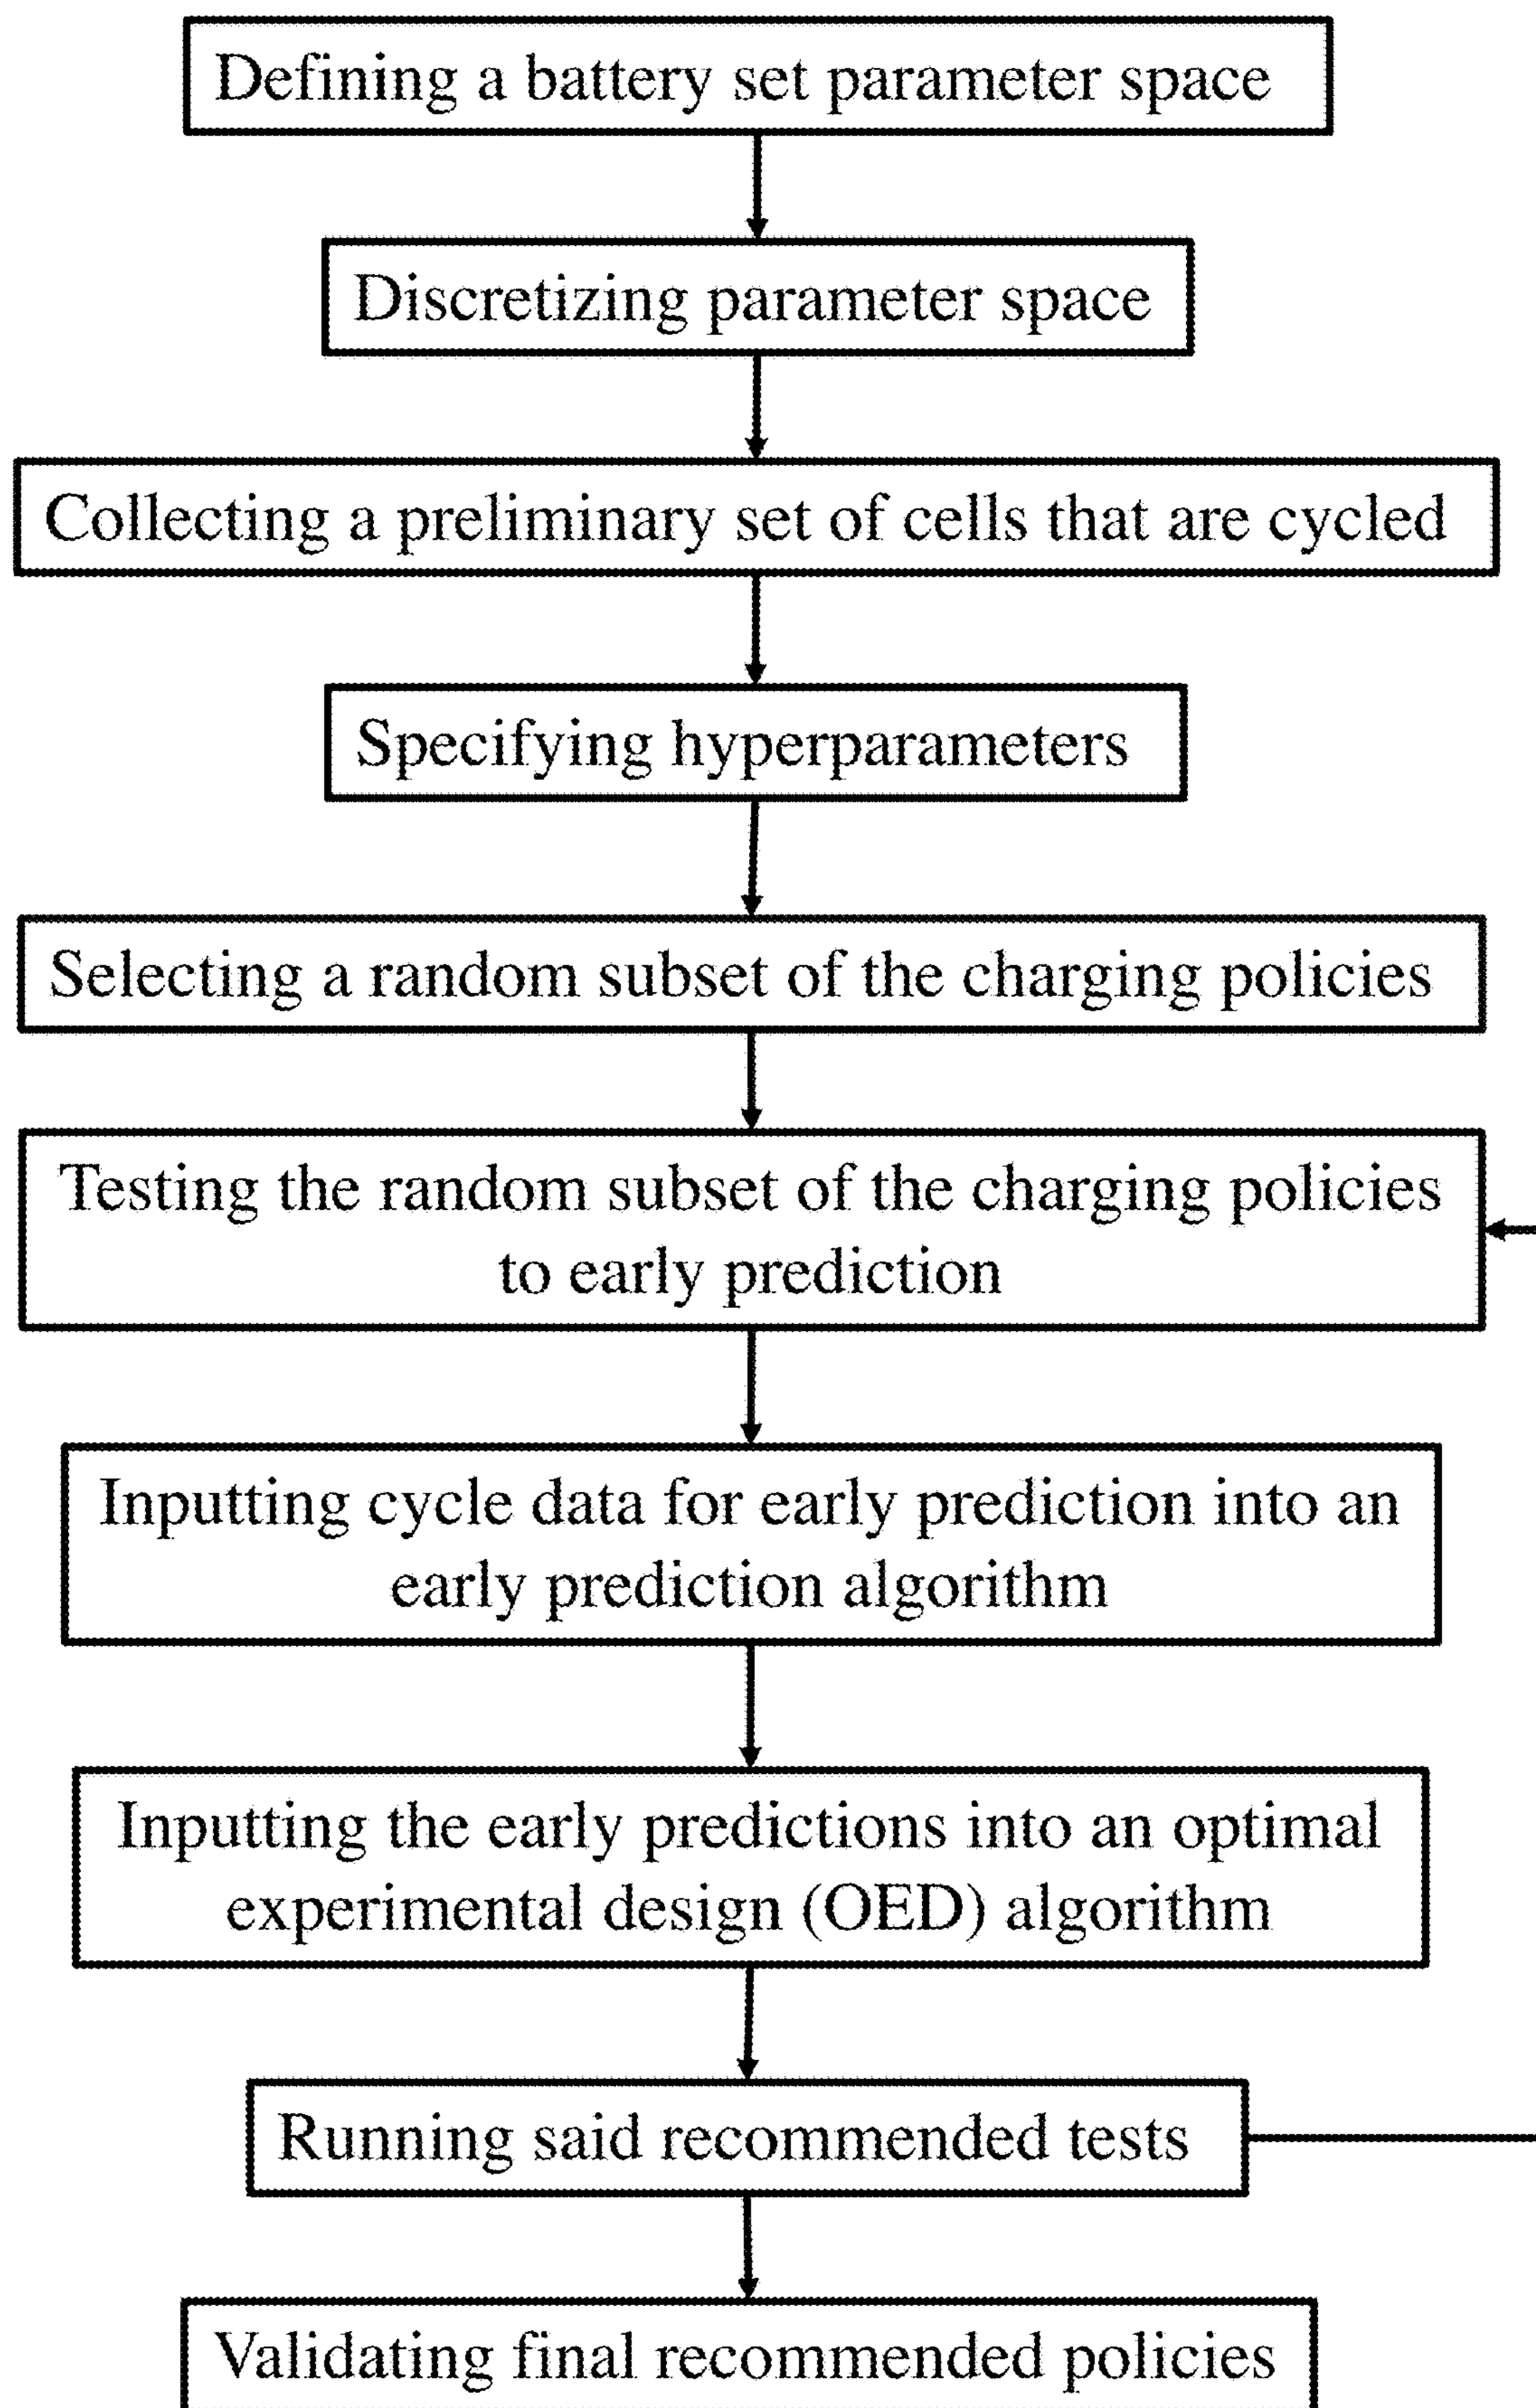 Defining a battery set parameter space
Discretizing parameter space
Collecting a preliminary set of cells that are cycled
Specifying hyperparameters
Selecting a random subset of the charging policies
Testing the random subset of the charging policies
to early prediction
Inputting cycle data for early prediction into an
early prediction algorithm
Inputting the early predictions into an optimal
experimental design (OED) algorithm
Running said recommended tests
Validating final recommended policies